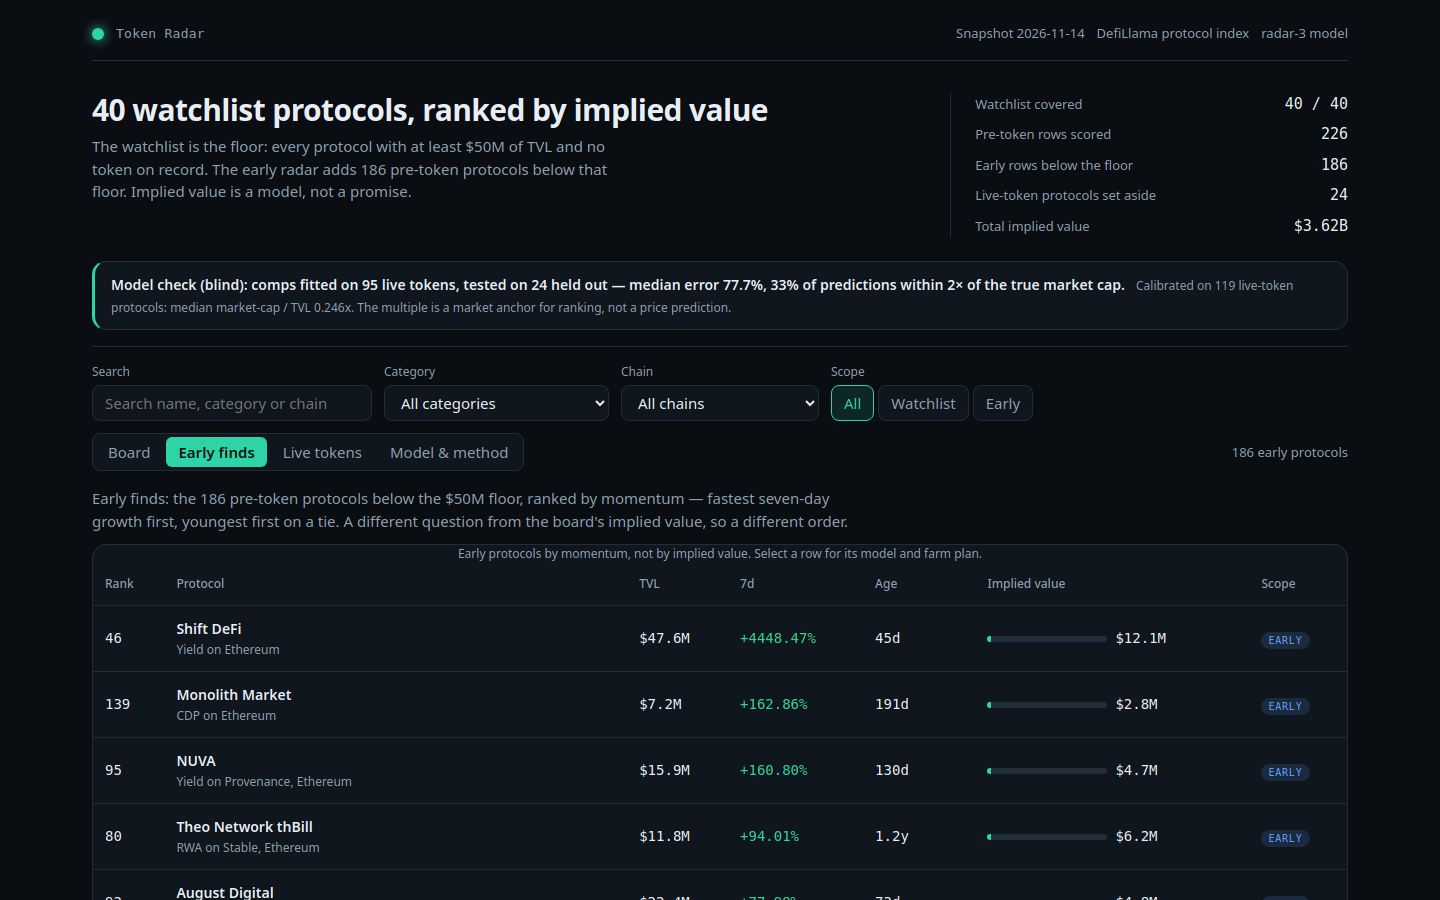 Token Radar
Snapshot 2026-11-14 DefiLlama protocol index radar-3 model
40 watchlist protocols, ranked by implied value
The watchlist is the floor: every protocol with at least $50M of TVL and no
token on record. The early radar adds 186 pre-token protocols below that
floor. Implied value is a model, not a promise.
Watchlist covered 40 / 40
Pre-token rows scored 226
Early rows below the floor 186
Live-token protocols set aside 24
Total implied value $3.62B
Model check (blind): comps fitted on 95 live tokens, tested on 24 held out — median error 77.7%, 33% of predictions within 2× of the true market cap. Calibrated on 119 live-token
protocols: median market-cap / TVL 0.246x. The multiple is a market anchor for ranking, not a price prediction.
Search Category Chain Scope
Search name, category or chain All categories All chains All Watchlist Early
Board Early finds Live tokens Model & method 186 early protocols
Early finds: the 186 pre-token protocols below the $50M floor, ranked by momentum — fastest seven-day
growth first, youngest first on a tie. A different question from the board's implied value, so a different order.
Early protocols by momentum, not by implied value. Select a row for its model and farm plan.
Rank Protocol TVL 7d Age Implied value Scope
46 Shift DeFi $47.6M +4448.47% 45d $12.1M EARLY
Yield on Ethereum
139 Monolith Market $7.2M +162.86% 191d $2.8M EARLY
CDP on Ethereum
95 NUVA $15.9M +160.80% 130d $4.7M EARLY
Yield on Provenance, Ethereum
80 Theo Network thBill $11.8M +94.01% 1.2y $6.2M EARLY
RWA on Stable, Ethereum
August Digital